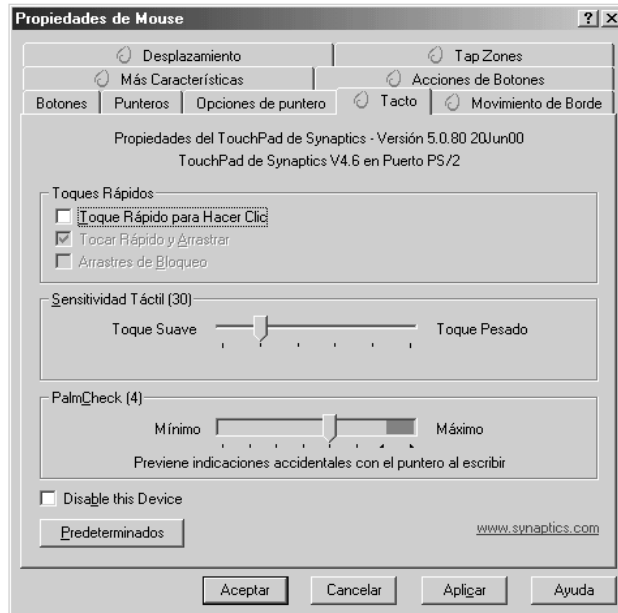 Propiedades de Mouse
Desplazamiento Tap Zones
Más Características Acciones de Botones
Botones Punteros Opciones de puntero Tacto Movimiento de Borde
Propiedades del TouchPad de Synaptics - Versión 5.0.80 20Jun00
TouchPad de Synaptics V4.6 en Puerto PS/2
Toques Rápidos
Toque Rápido para Hacer Clic
Tocar Rápido y Arrastrar
Arrastres de Bloqueo
Sensitividad Táctil (30)
Toque Suave Toque Pesado
PalmCheck (4)
Mínimo Máximo
Previene indicaciones accidentales con el puntero al escribir
Disable this Device
Predeterminados www.synaptics.com
Aceptar Cancelar Aplicar Ayuda